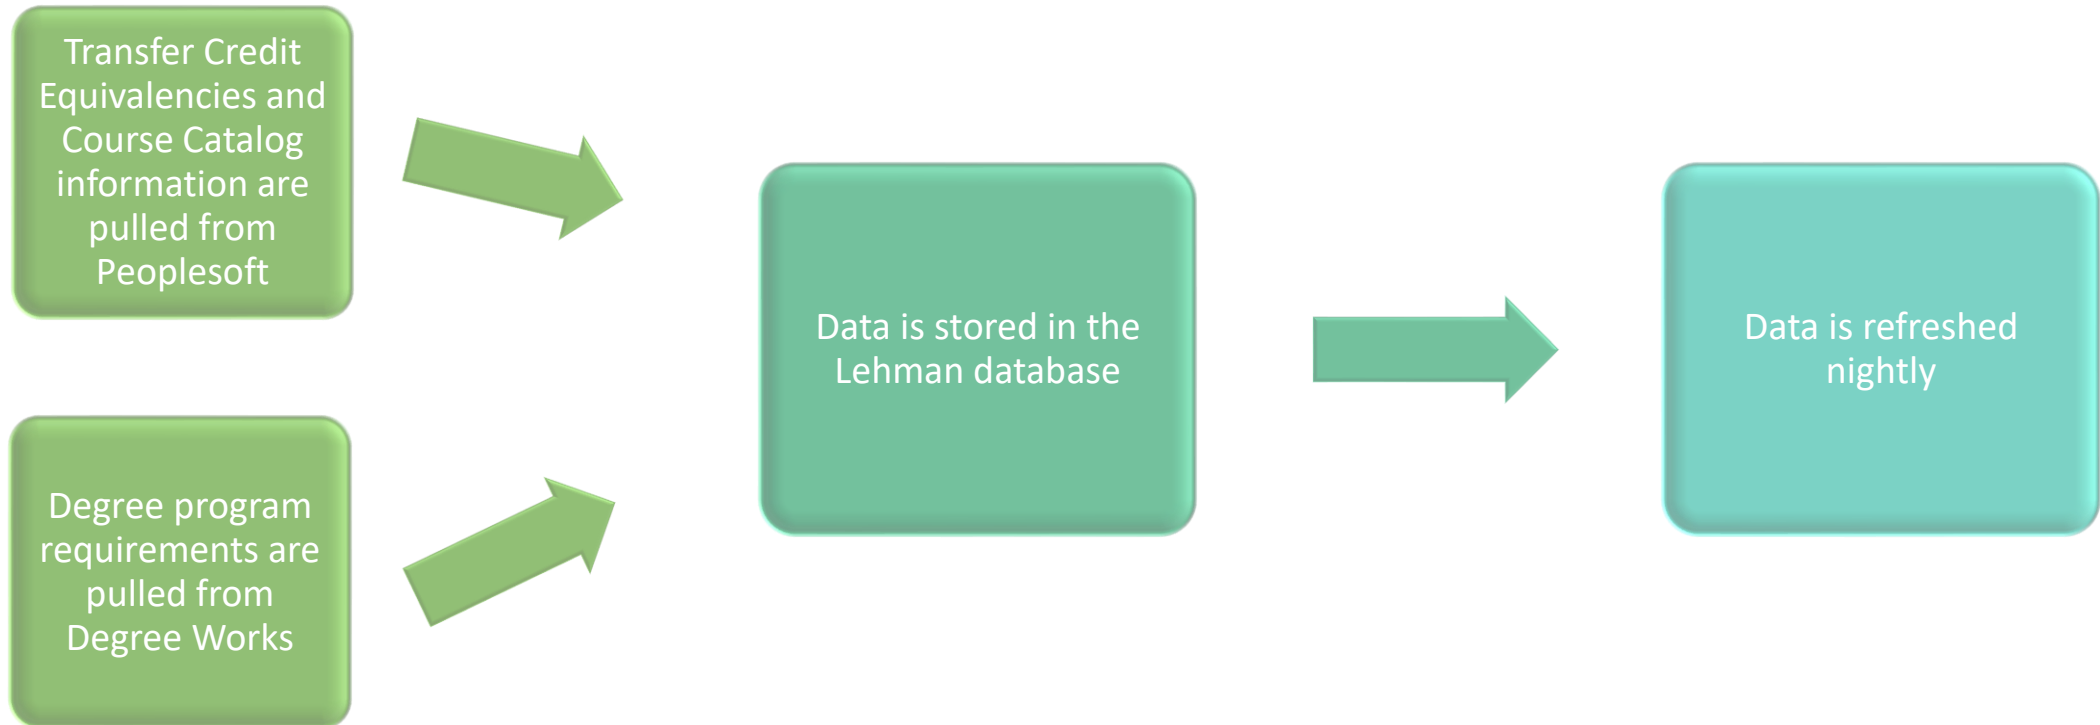 Transfer Credit
Equivalencies and
Course Catalog
information are
pulled from
Peoplesoft
Degree program
requirements are
pulled from
Degree Works
Data is stored in the
Lehman database
Data is refreshed
nightly